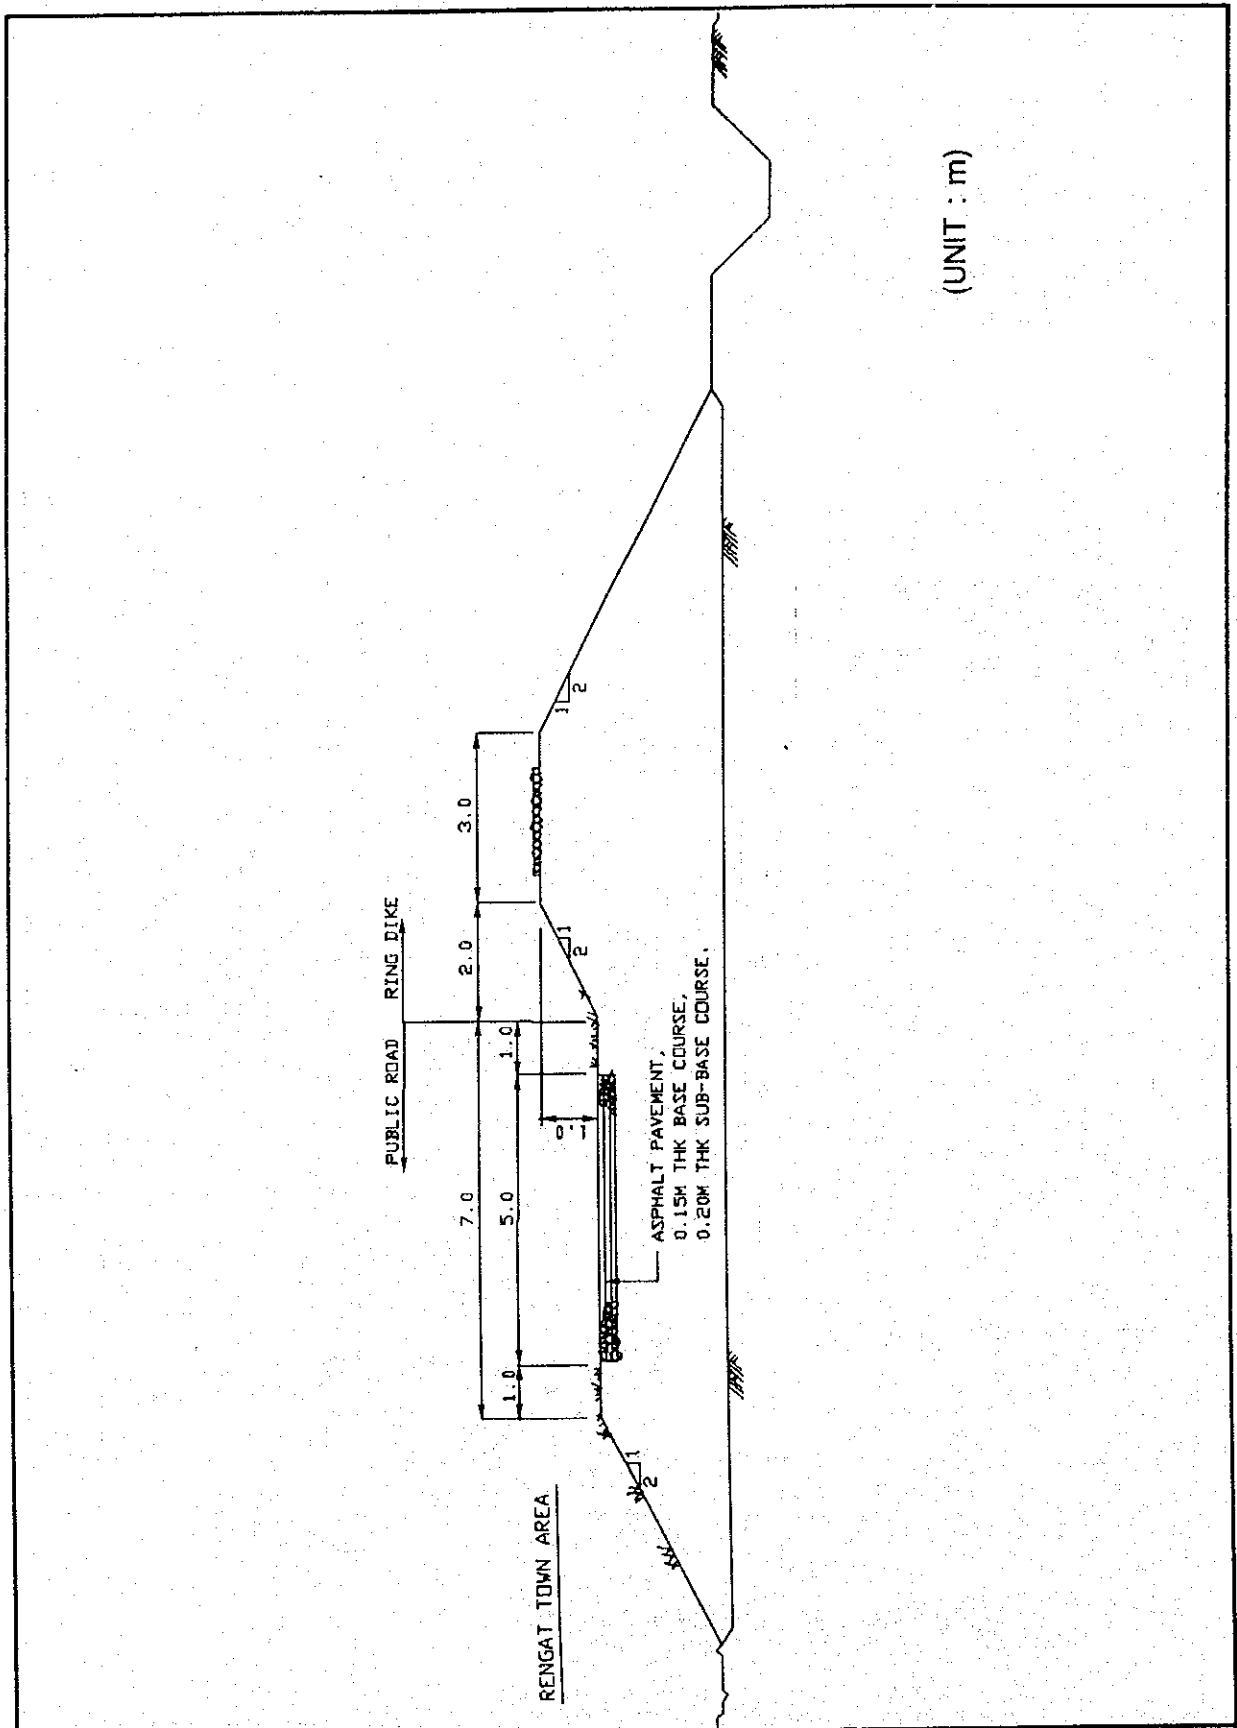 PUBLIC ROAD
RING DIKE
7.0
2.0
3.0
1.0
5.0
1.0
1.0
1
2
1
2
1
2
RENGAT TOWN AREA
ASPHALT PAVEMENT,
0.15M THK BASE COURSE,
0.20M THK SUB-BASE COURSE.
(UNIT : m)